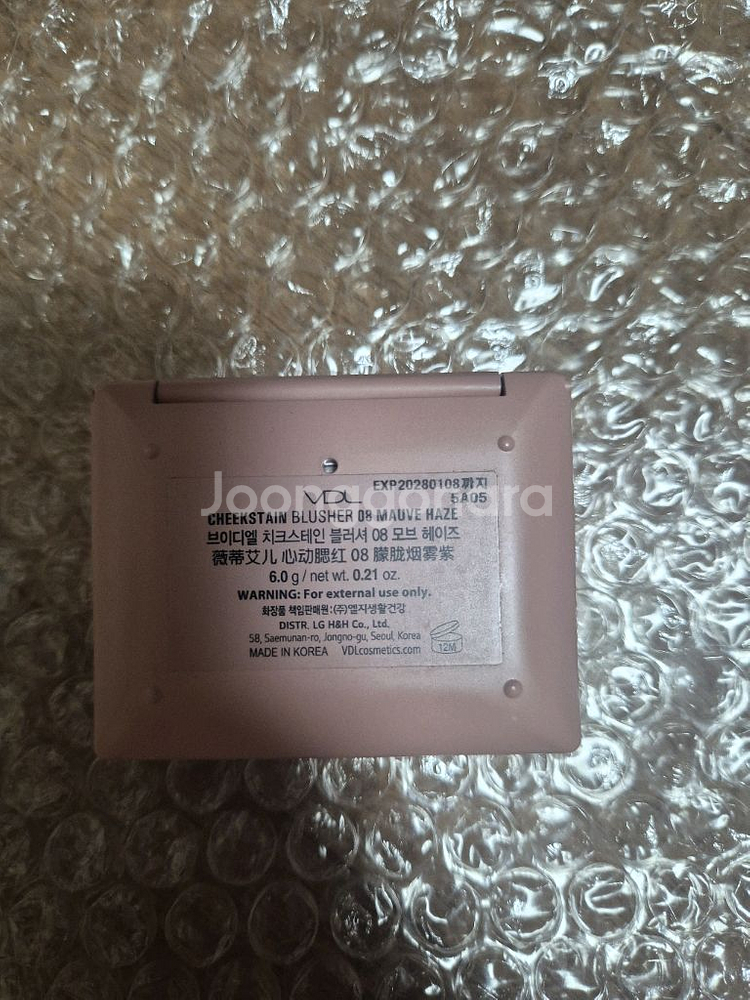 VDL
EXP20280108까지
5A05
CHEEKSTAIN BLUSHER 08 MAUVE HAZE
브이디엘 치크스테인 블러셔 08 모브 헤이즈
薇蒂艾儿 心动腮红 08 朦胧烟雾紫
6.0 g / net wt. 0.21 oz.
WARNING: For external use only.
화장품 책임판매원:(주)엘지생활건강
DISTR. LG H&H Co., Ltd.
58, Saemunan-ro, Jongno-gu, Seoul, Korea
MADE IN KOREA VDLcosmetics.com
12M
Joonggonara